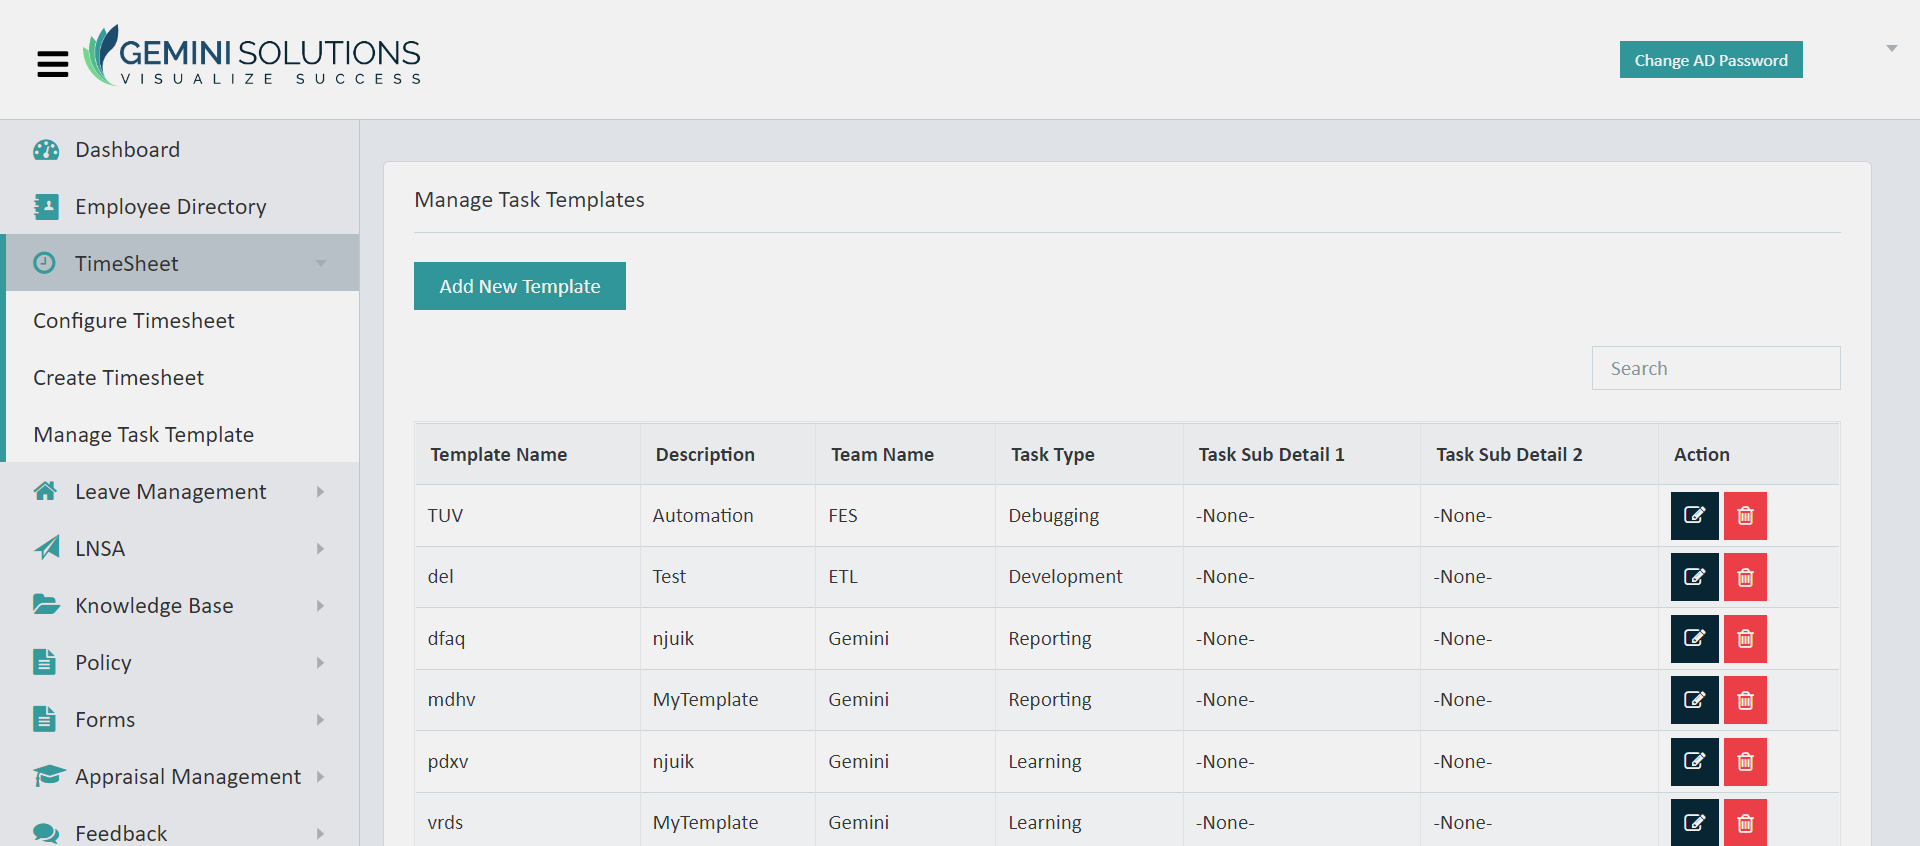 GEMINI SOLUTIONS
VISUALIZE SUCCESS
Change AD Password
Dashboard
Employee Directory
TimeSheet
Configure Timesheet
Create Timesheet
Manage Task Template
Leave Management
LNSA
Knowledge Base
Policy
Forms
Appraisal Management
Feedback
Manage Task Templates
Add New Template
Search
Template Name Description Team Name Task Type Task Sub Detail 1 Task Sub Detail 2 Action
TUV Automation FES Debugging -None- -None-
del Test ETL Development -None- -None-
dfaq njuik Gemini Reporting -None- -None-
mdhv MyTemplate Gemini Reporting -None- -None-
pdxv njuik Gemini Learning -None- -None-
vrds MyTemplate Gemini Learning -None- -None-